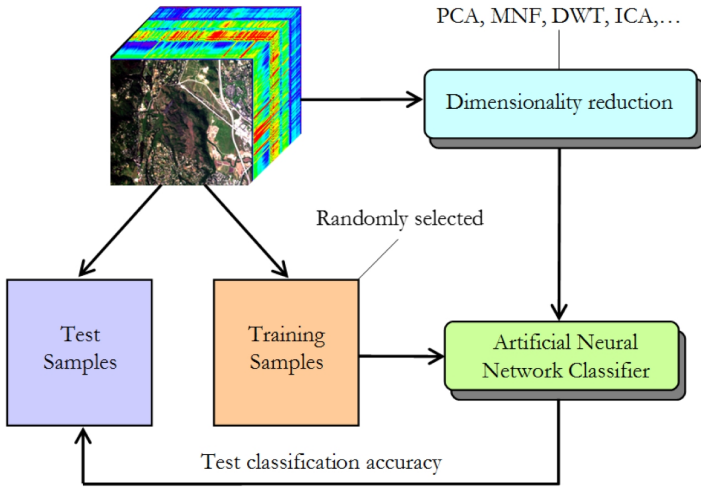 PCA, MNF, DWT, ICA,...
Dimensionality reduction
Randomly selected
Test
Samples
Training
Samples
Artificial Neural
Network Classifier
Test classification accuracy